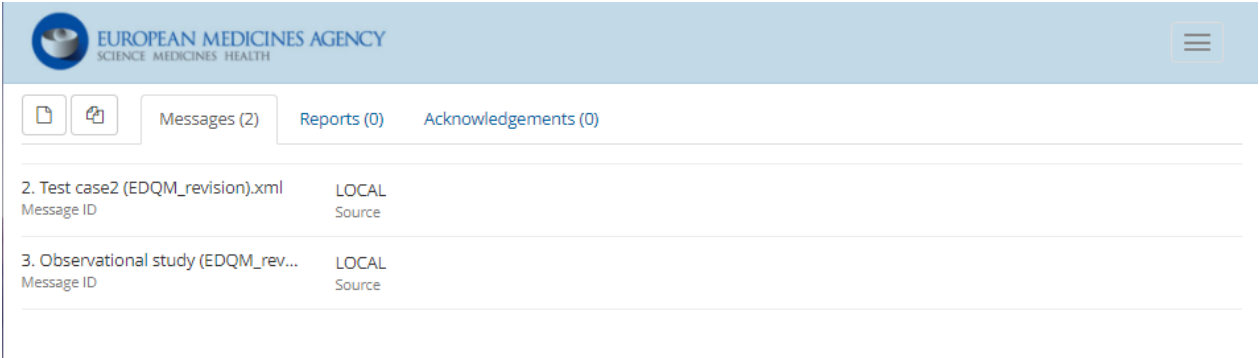 EUROPEAN MEDICINES AGENCY
SCIENCE MEDICINES HEALTH
Messages (2) Reports (0) Acknowledgements (0)
2. Test case2 (EDQM_revision).xml LOCAL
Message ID Source
3. Observational study (EDQM_rev... LOCAL
Message ID Source